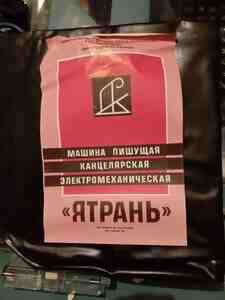 МАШИНА ПИШУЩАЯ
КАНЦЕЛЯРСКАЯ
ЭЛЕКТРОМЕХАНИЧЕСКАЯ
«ЯТРАНЬ»